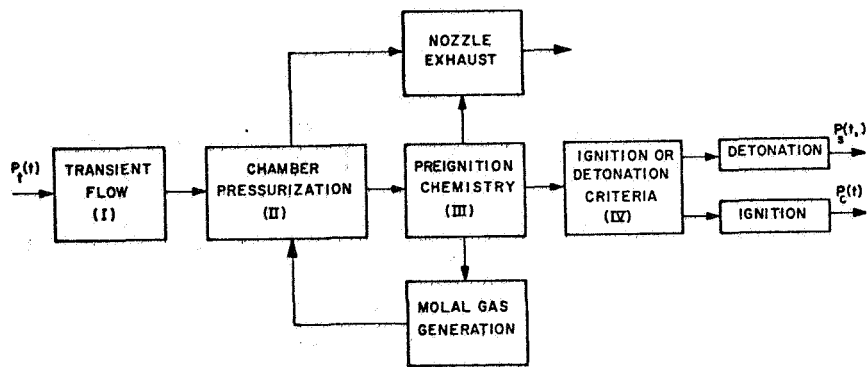 NOZZLE
EXHAUST
P_t(t)
TRANSIENT
FLOW
(I)
CHAMBER
PRESSURIZATION
(II)
PREIGNITION
CHEMISTRY
(III)
IGNITION OR
DETONATION
CRITERIA
(IV)
DETONATION
P_s(t,)
IGNITION
P_c(t)
MOLAL GAS
GENERATION